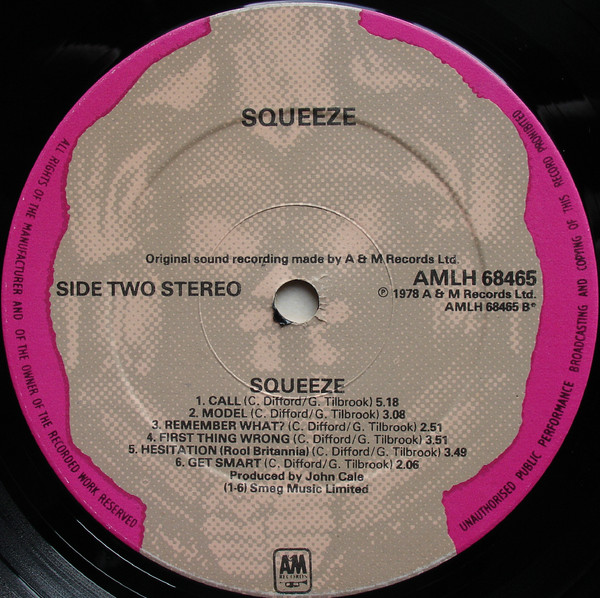 SQUEEZE
Original sound recording made by A & M Records Ltd.
SIDE TWO STEREO
AMLH 68465
℗ 1978 A & M Records Ltd.
AMLH 68465 B*
SQUEEZE
1. CALL (C. Difford/G. Tilbrook) 5.18
2. MODEL (C. Difford/G. Tilbrook) 3.08
3. REMEMBER WHAT? (C. Difford/G. Tilbrook) 2.51
4. FIRST THING WRONG (C. Difford/G. Tilbrook) 3.51
5. HESITATION (Rool Britannia) (C. Difford/G. Tilbrook) 3.49
6. GET SMART (C. Difford/G. Tilbrook) 2.06
Produced by John Cale
(1-6) Smeg Music Limited
AM
RECORDS
ALL RIGHTS OF THE MANUFACTURER AND OF THE OWNER OF THE RECORDED WORK RESERVED
UNAUTHORISED PUBLIC PERFORMANCE BROADCASTING AND COPYING OF THIS RECORD PROHIBITED